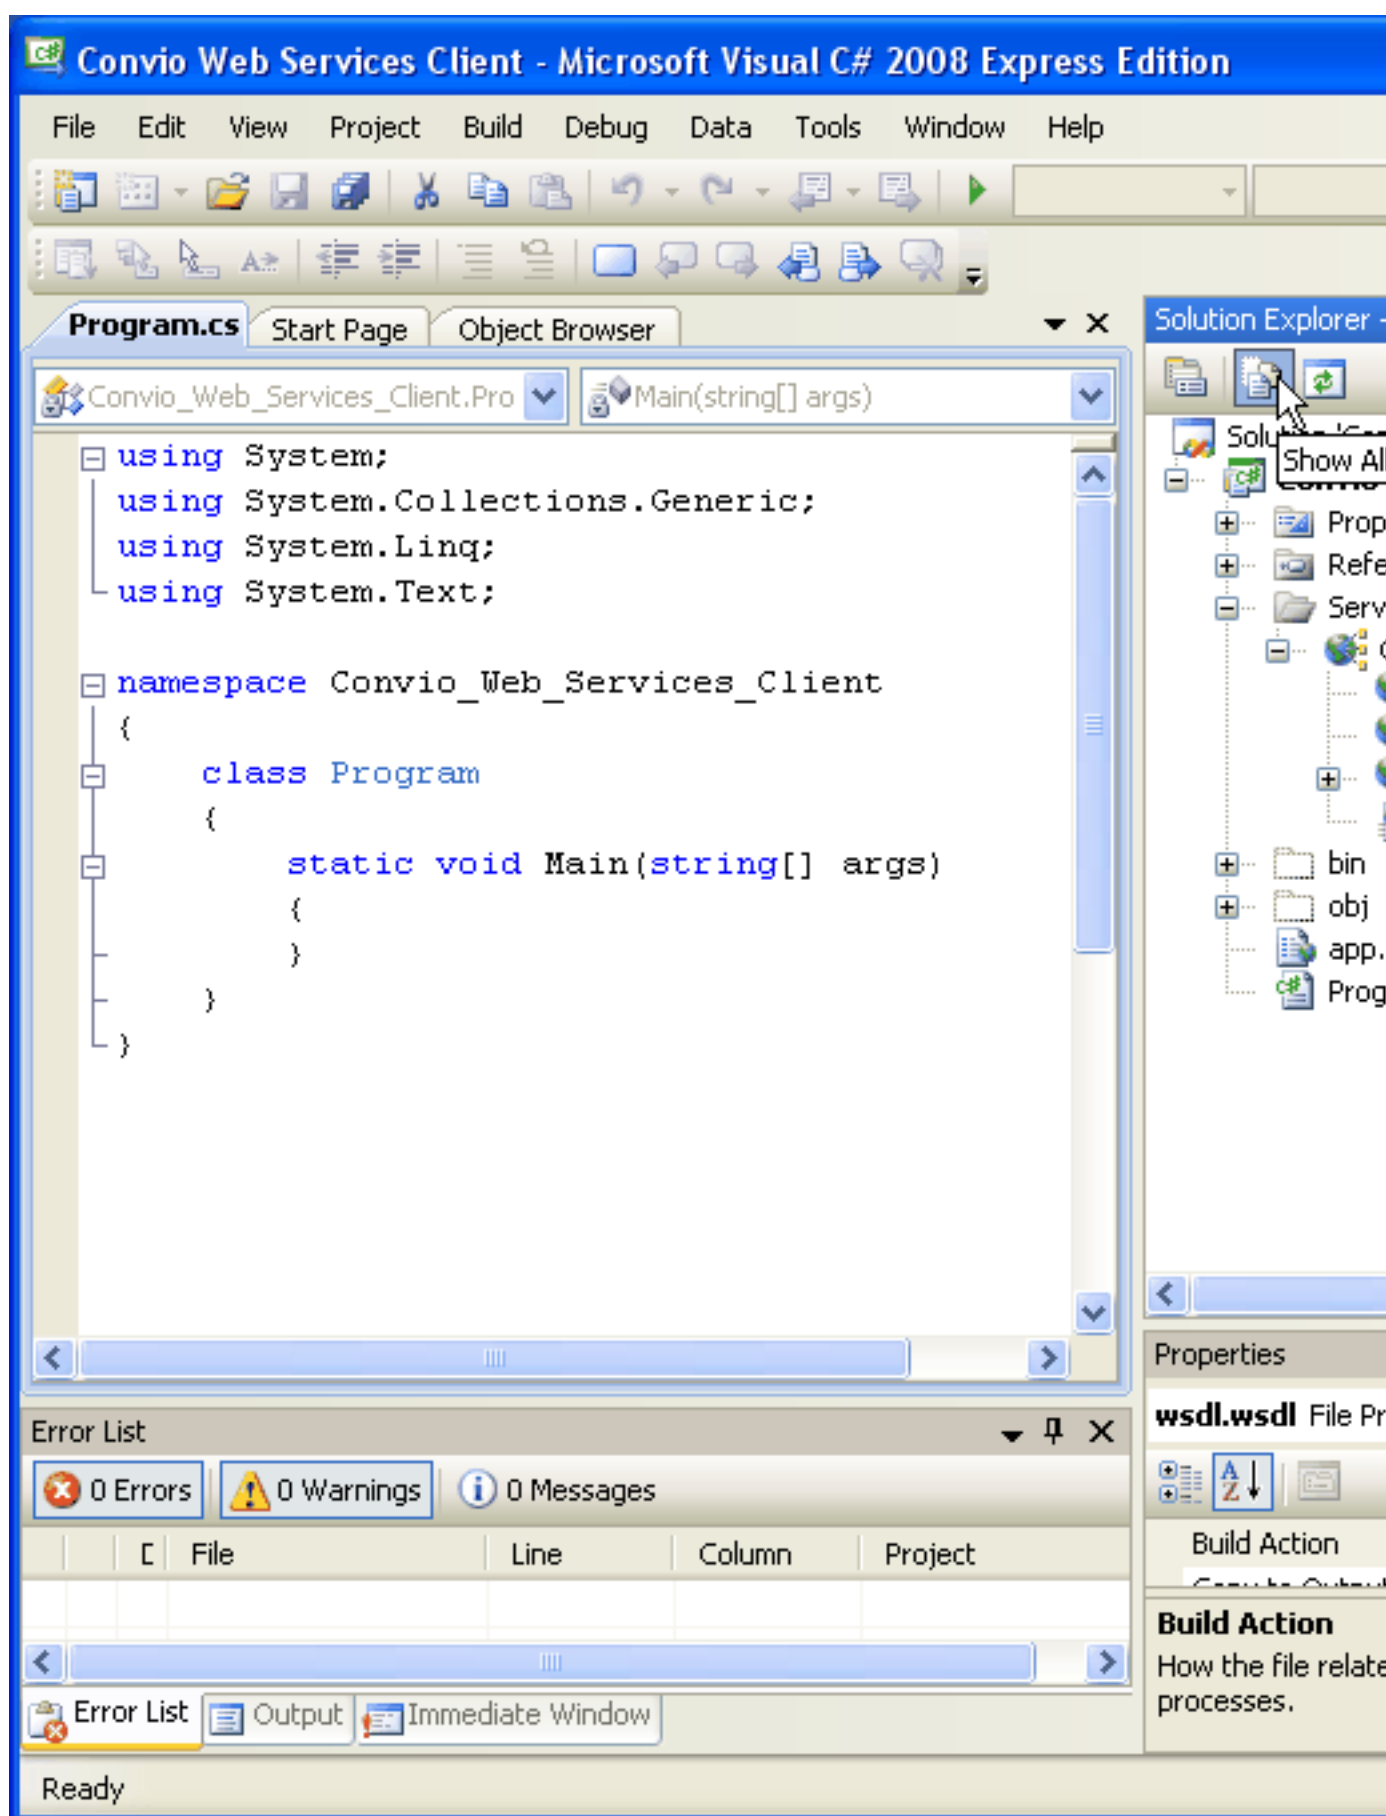 Convio Web Services Client - Microsoft Visual C# 2008 Express Edition
File Edit View Project Build Debug Data Tools Window Help
Program.cs Start Page Object Browser
Convio_Web_Services_Client.Pro Main(string[] args)
using System;
using System.Collections.Generic;
using System.Linq;
using System.Text;
namespace Convio_Web_Services_Client
{
class Program
{
static void Main(string[] args)
{
}
}
}
Solution Explorer -
Show All
Prop
Refe
Serv
bin
obj
app.
Prog
Error List
0 Errors 0 Warnings 0 Messages
File Line Column Project
Error List Output Immediate Window
Properties
wsdl.wsdl File Pr
Build Action
Build Action
How the file relate
processes.
Ready